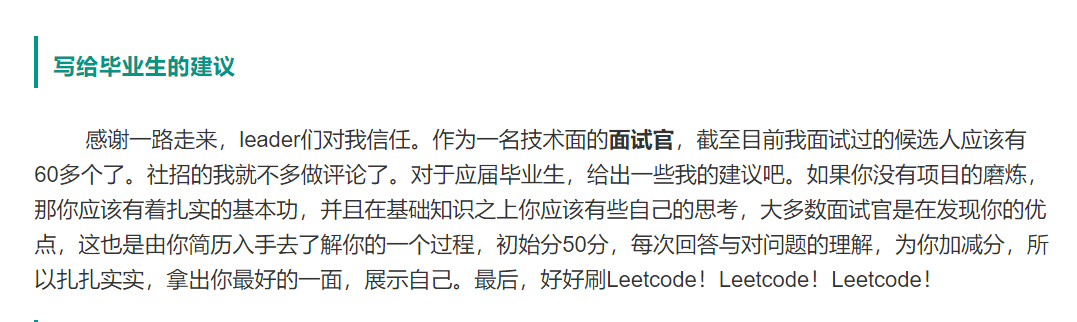 写给毕业生的建议
感谢一路走来，leader们对我信任。作为一名技术面的面试官，截至目前我面试过的候选人应该有
60多个了。社招的我就不多做评论了。对于应届毕业生，给出一些我的建议吧。如果你没有项目的磨炼，
那你应该有着扎实的基本功，并且在基础知识之上你应该有些自己的思考，大多数面试官是在发现你的优
点，这也是由你简历入手去了解你的一个过程，初始分50分，每次回答与对问题的理解，为你加减分，所
以扎扎实实，拿出你最好的一面，展示自己。最后，好好刷Leetcode！Leetcode！Leetcode！